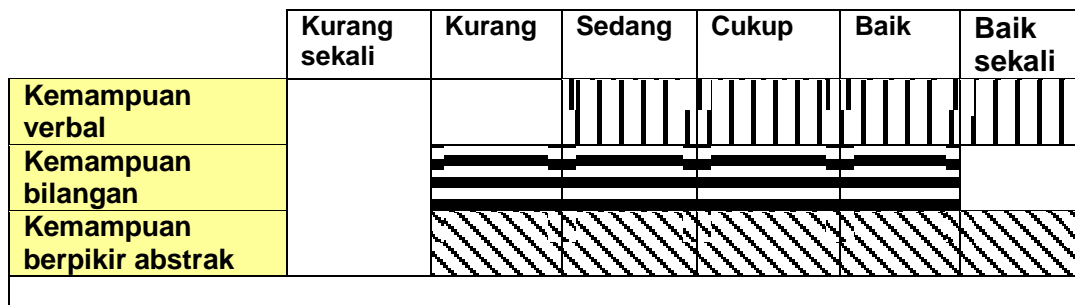 Kurang sekali
Kurang
Sedang
Cukup
Baik
Baik sekali
Kemampuan verbal
Kemampuan bilangan
Kemampuan berpikir abstrak